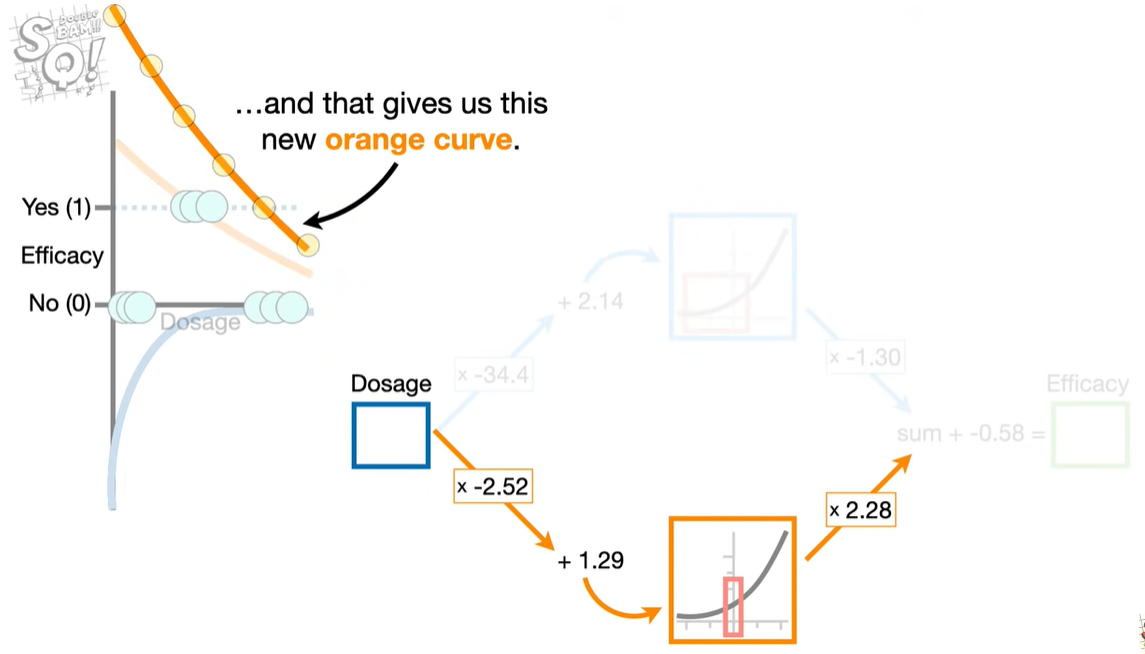 DOUBLE
BAM!!
SQ!
…and that gives us this
new orange curve.
Yes (1)
Efficacy
No (0)
Dosage
+ 2.14
x -34.4
x -1.30
Dosage
Efficacy
sum + -0.58 =
x -2.52
x 2.28
+ 1.29